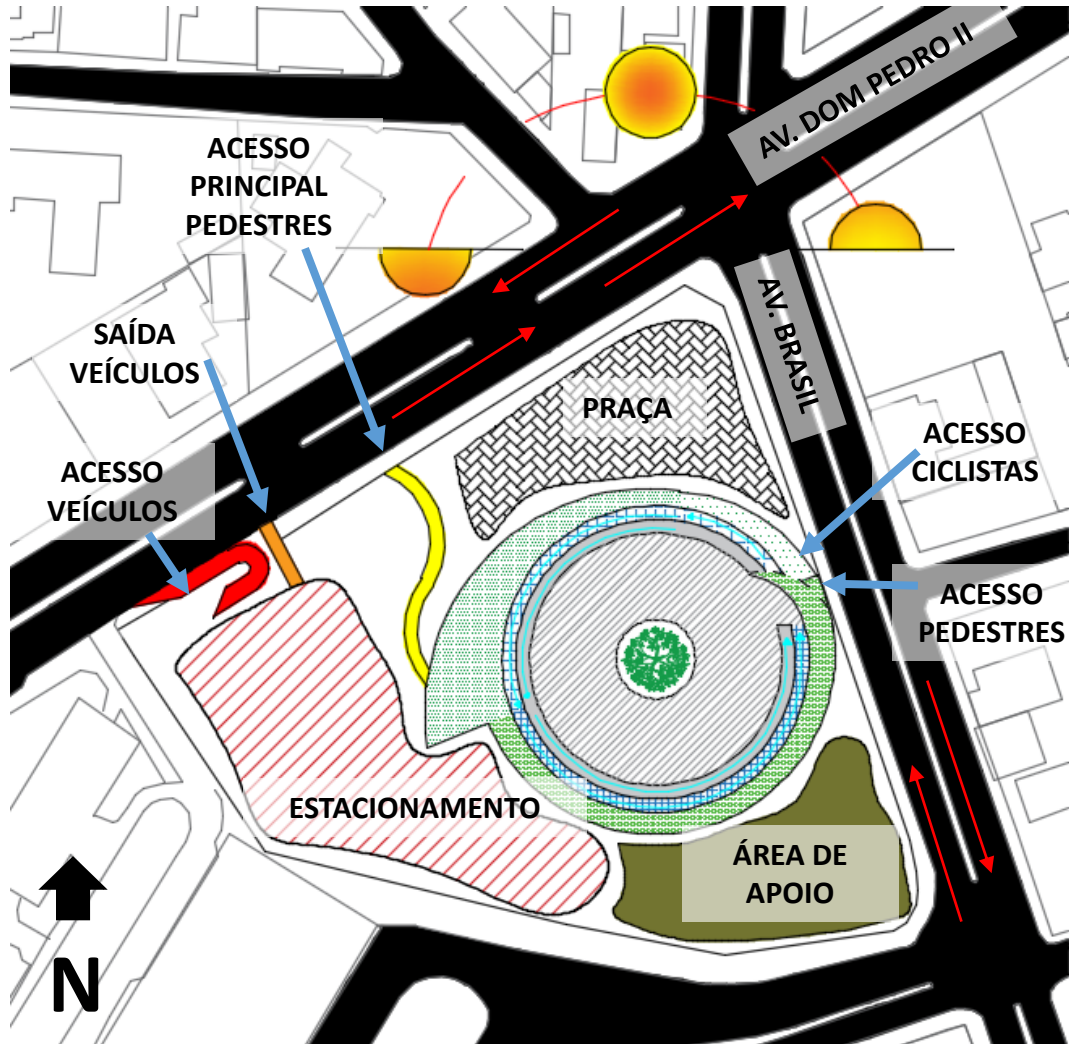 AV. DOM PEDRO II
ACESSO
PRINCIPAL
PEDESTRES
AV. BRASIL
SAÍDA
VEÍCULOS
PRAÇA
ACESSO
CICLISTAS
ACESSO
VEÍCULOS
ACESSO
PEDESTRES
ESTACIONAMENTO
ÁREA DE
APOIO
N